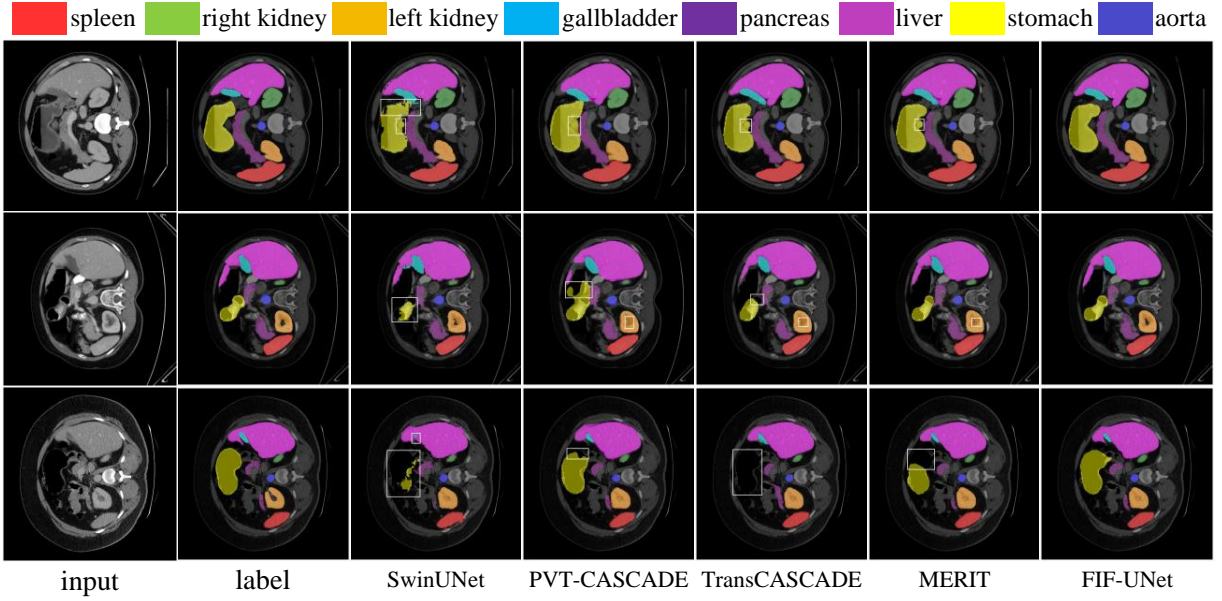 spleen right kidney left kidney gallbladder pancreas liver stomach aorta
input label SwinUNet PVT-CASCADE TransCASCADE MERIT FIF-UNet